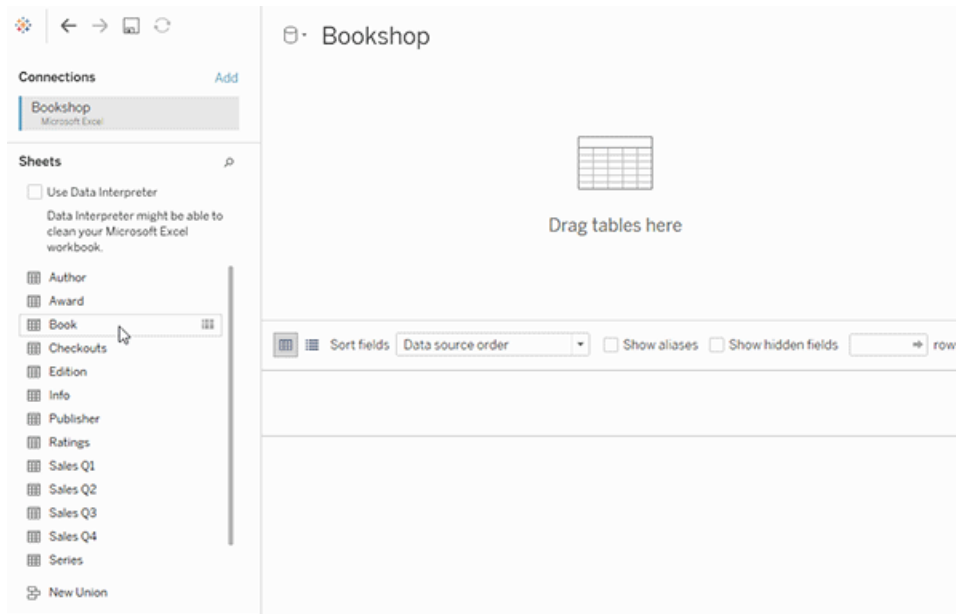 Bookshop
Connections
Add
Bookshop
Microsoft Excel
Sheets
Use Data Interpreter
Data Interpreter might be able to
clean your Microsoft Excel
workbook.
Author
Award
Book
Checkouts
Edition
Info
Publisher
Ratings
Sales Q1
Sales Q2
Sales Q3
Sales Q4
Series
New Union
Drag tables here
Sort fields Data source order Show aliases Show hidden fields row